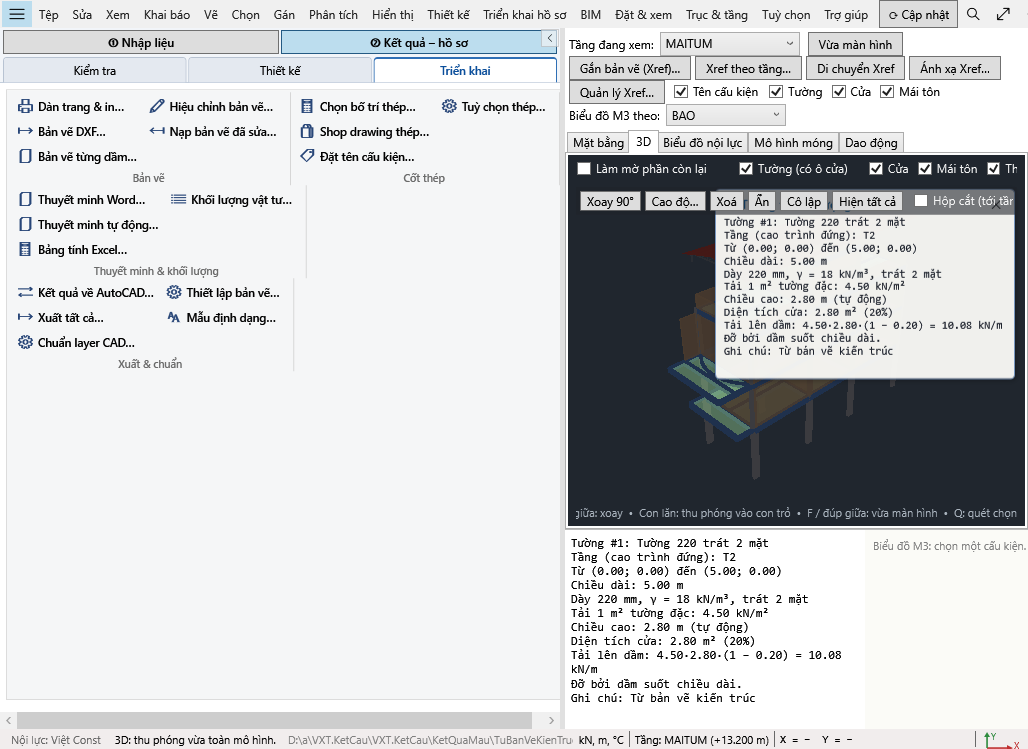 Tệp Sửa Xem Khai báo Vẽ Chọn Gán Phân tích Hiển thị Thiết kế Triển khai hồ sơ BIM Đặt & xem Trục & tầng Tuỳ chọn Trợ giúp ⟳ Cập nhật
① Nhập liệu
② Kết quả – hồ sơ
Kiểm tra Thiết kế Triển khai
Dàn trang & in... Hiệu chỉnh bản vẽ...
Bản vẽ DXF... Nạp bản vẽ đã sửa...
Bản vẽ từng dầm...
Bản vẽ
Chọn bố trí thép... Tuỳ chọn thép...
Shop drawing thép...
Đặt tên cấu kiện...
Cốt thép
Thuyết minh Word... Khối lượng vật tư...
Thuyết minh tự động...
Bảng tính Excel...
Thuyết minh & khối lượng
Kết quả về AutoCAD... Thiết lập bản vẽ...
Xuất tất cả... Mẫu định dạng...
Chuẩn layer CAD...
Xuất & chuẩn
Tầng đang xem: MAITUM Vừa màn hình
Gắn bản vẽ (Xref)... Xref theo tầng... Di chuyển Xref Ánh xạ Xref...
Quản lý Xref... Tên cấu kiện Tường Cửa Mái tôn
Biểu đồ M3 theo: BAO
Mặt bằng 3D Biểu đồ nội lực Mô hình móng Dao động
Làm mờ phần còn lại Tường (có ô cửa) Cửa Mái tôn Th
Xoay 90° Cao độ... Xoá Ẩn Cô lập Hiện tất cả Hộp cắt (tới tần
Tường #1: Tường 220 trát 2 mặt
Tầng (cao trình đứng): T2
Từ (0.00; 0.00) đến (5.00; 0.00)
Chiều dài: 5.00 m
Dày 220 mm, γ = 18 kN/m³, trát 2 mặt
Tải 1 m² tường đặc: 4.50 kN/m²
Chiều cao: 2.80 m (tự động)
Diện tích cửa: 2.80 m² (20%)
Tải lên dầm: 4.50·2.80·(1 − 0.20) = 10.08 kN/m
Đỡ bởi dầm suốt chiều dài.
Ghi chú: Từ bản vẽ kiến trúc
giữa: xoay • Con lăn: thu phóng vào con trỏ • F / đúp giữa: vừa màn hình • Q: quét chọn
Tường #1: Tường 220 trát 2 mặt
Tầng (cao trình đứng): T2
Từ (0.00; 0.00) đến (5.00; 0.00)
Chiều dài: 5.00 m
Dày 220 mm, γ = 18 kN/m³, trát 2 mặt
Tải 1 m² tường đặc: 4.50 kN/m²
Chiều cao: 2.80 m (tự động)
Diện tích cửa: 2.80 m² (20%)
Tải lên dầm: 4.50·2.80·(1 − 0.20) = 10.08
kN/m
Đỡ bởi dầm suốt chiều dài.
Ghi chú: Từ bản vẽ kiến trúc
Biểu đồ M3: chọn một cấu kiện.
Nội lực: Việt Const 3D: thu phóng vừa toàn mô hình. D:\a\VXT.KetCau\VXT.KetCau\KetQuaMau\TuBanVeKienTru kN, m, °C Tầng: MAITUM (+13.200 m) X = − Y = − Y X